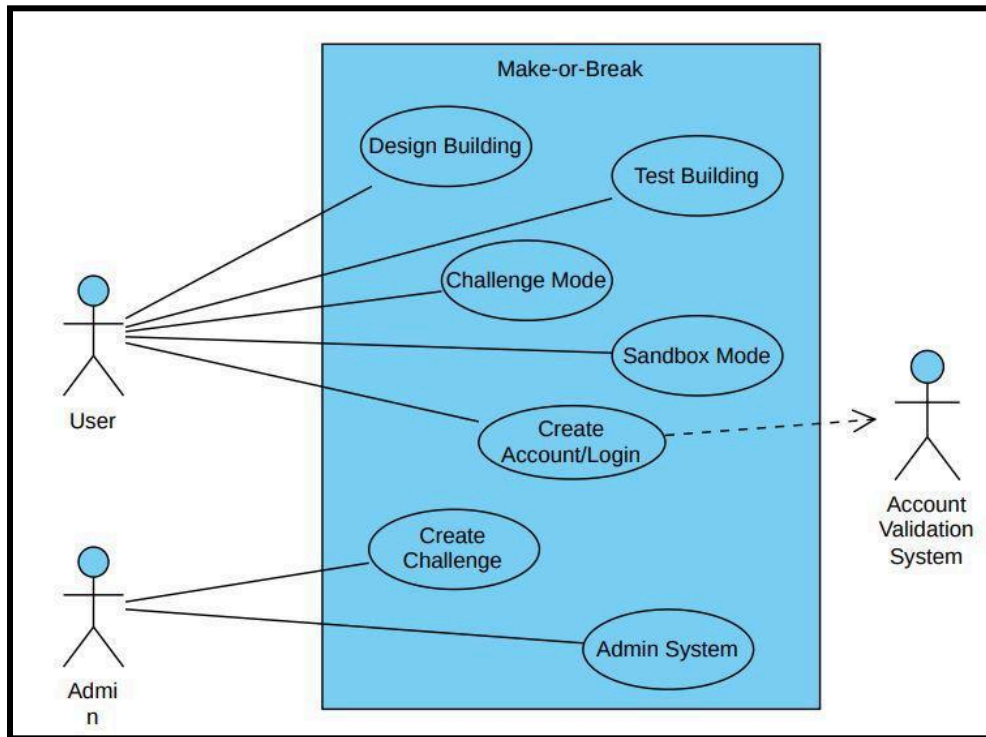 Make-or-Break
Design Building
Test Building
Challenge Mode
Sandbox Mode
User
Create
Account/Login
Account
Validation
System
Create
Challenge
Admin System
Admi
n